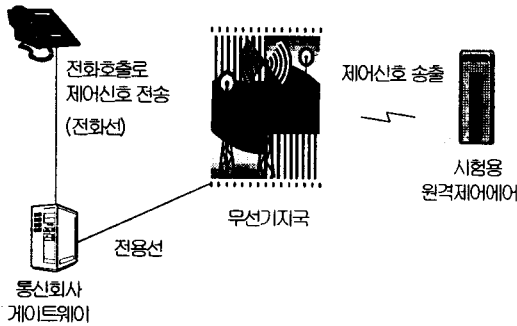 전화호출로
제어신호 전송
(전화선)
제어신호 송출
시험용
원격제어에어
무선기지국
전용선
통신회사
게이트웨이